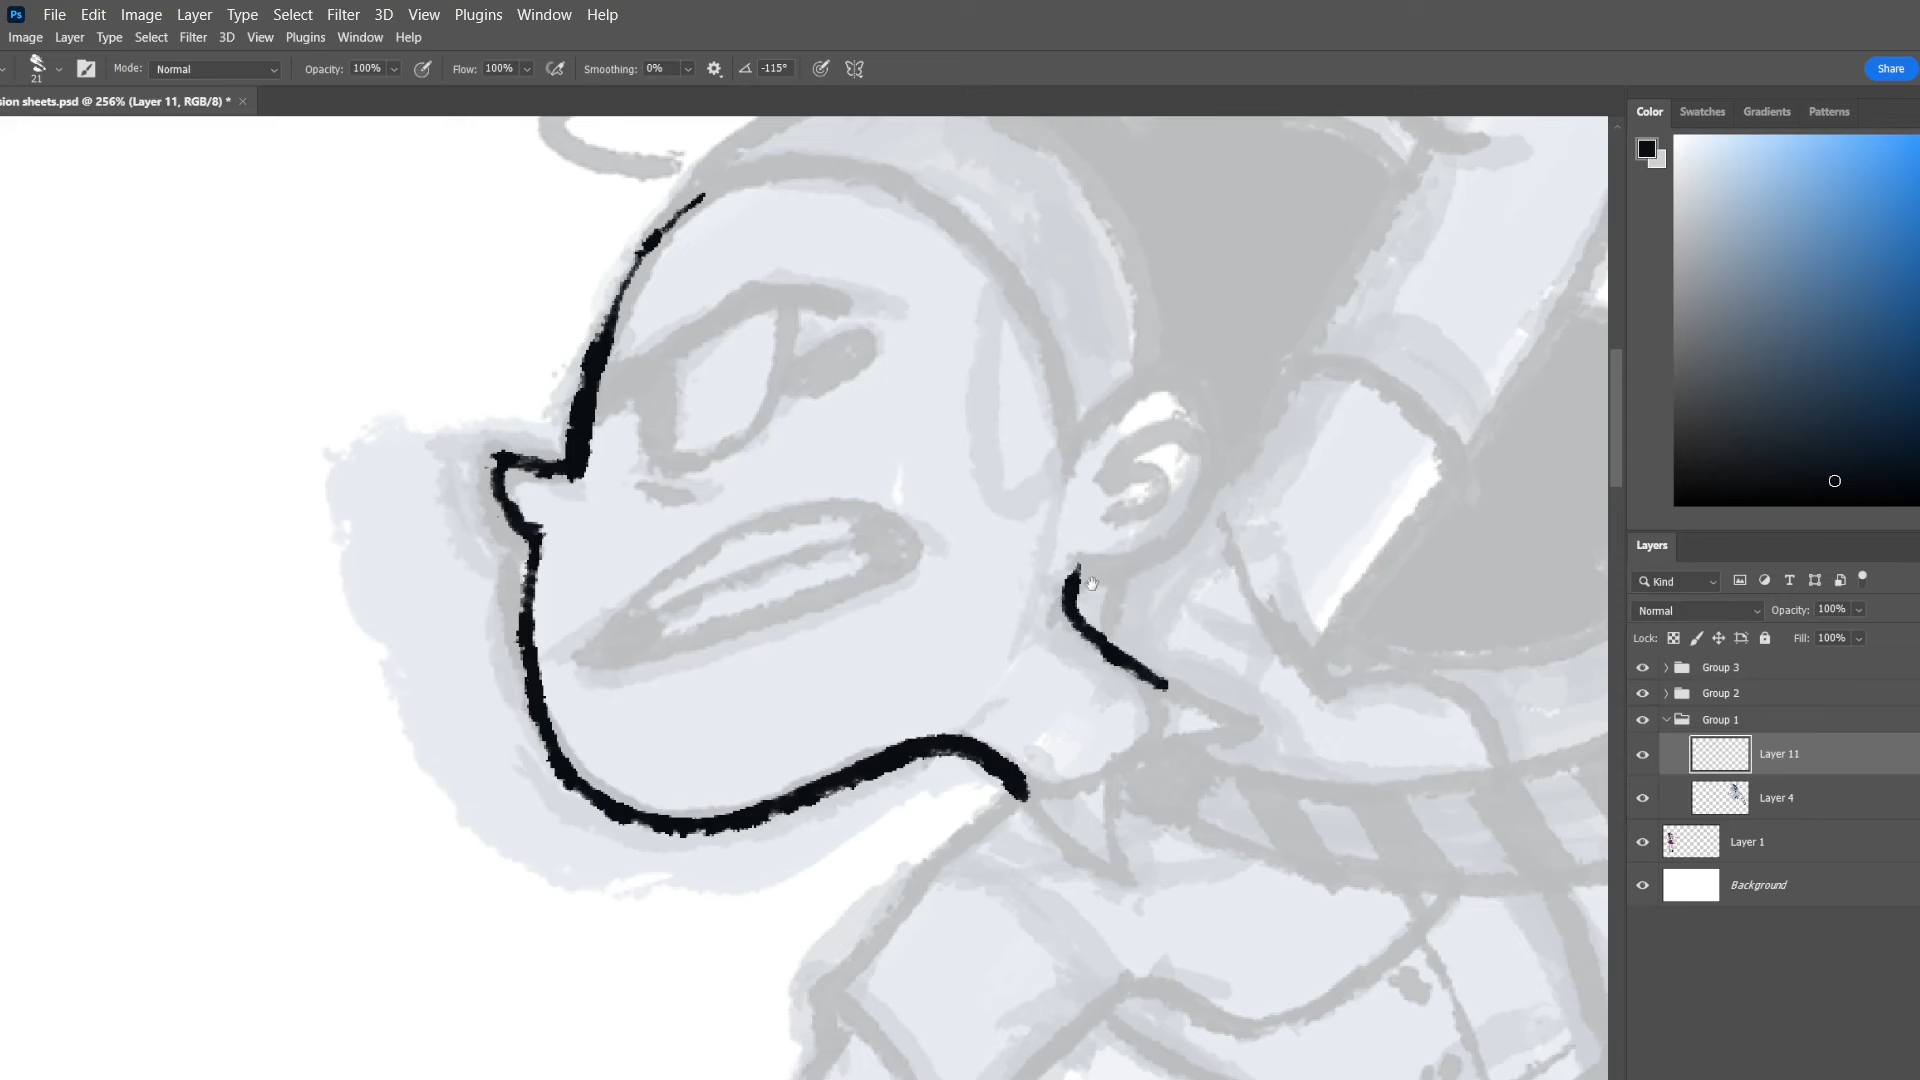 Ps File Edit Image Layer Type Select Filter 3D View Plugins Window Help
Image Layer Type Select Filter 3D View Plugins Window Help
21 Mode: Normal Opacity: 100% Flow: 100% Smoothing: 0% -115° Share
sion sheets.psd @ 256% (Layer 11, RGB/8) *
Color Swatches Gradients Patterns
Layers
Kind
Normal Opacity: 100%
Lock: Fill: 100%
Group 3
Group 2
Group 1
Layer 11
Layer 4
Layer 1
Background